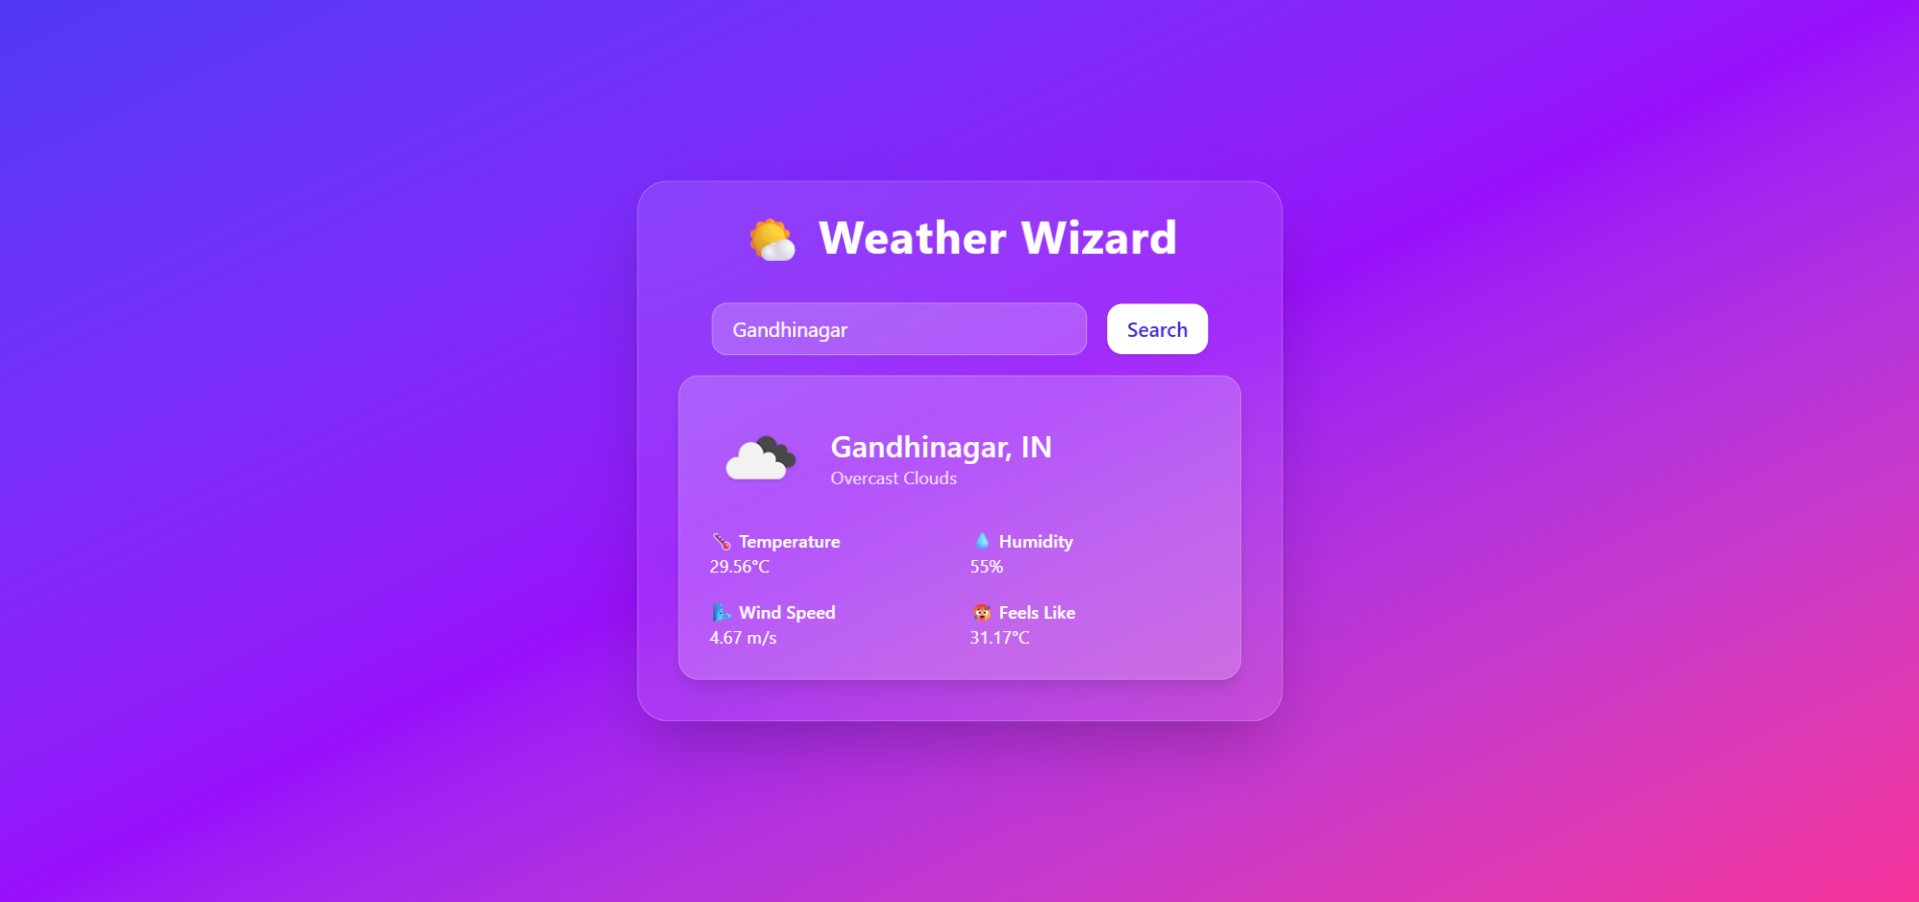 Weather Wizard
Gandhinagar
Search
Gandhinagar, IN
Overcast Clouds
Temperature
29.56°C
Humidity
55%
Wind Speed
4.67 m/s
Feels Like
31.17°C